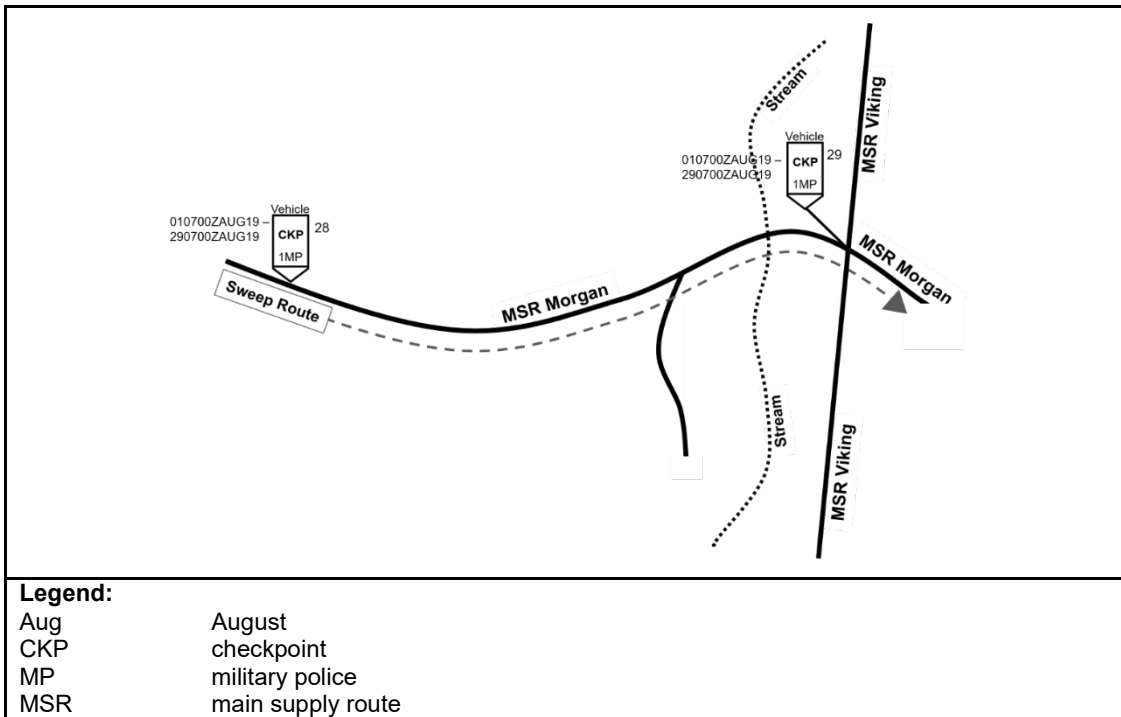 Stream
MSR Viking
Vehicle
010700ZAUG19 –
290700ZAUG19
CKP
29
1MP
Vehicle
010700ZAUG19 –
290700ZAUG19
CKP
28
1MP
MSR Morgan
Sweep Route
MSR Morgan
Stream
MSR Viking
Legend:
Aug August
CKP checkpoint
MP military police
MSR main supply route